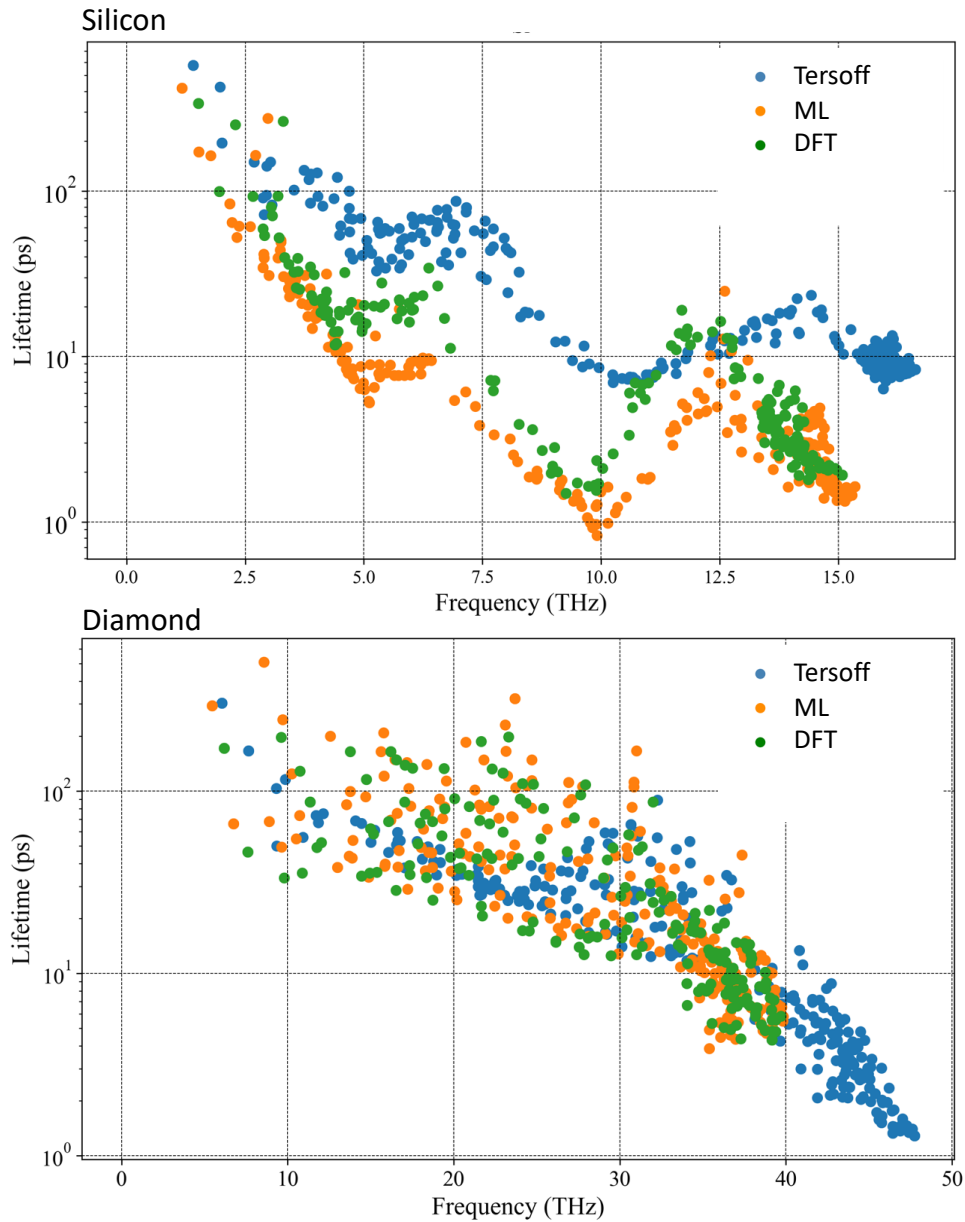 Silicon
Tersoff
ML
DFT
10^2
10^1
10^0
Lifetime (ps)
0.0 2.5 5.0 7.5 10.0 12.5 15.0
Frequency (THz)
Diamond
Tersoff
ML
DFT
10^2
10^1
10^0
Lifetime (ps)
0 10 20 30 40 50
Frequency (THz)